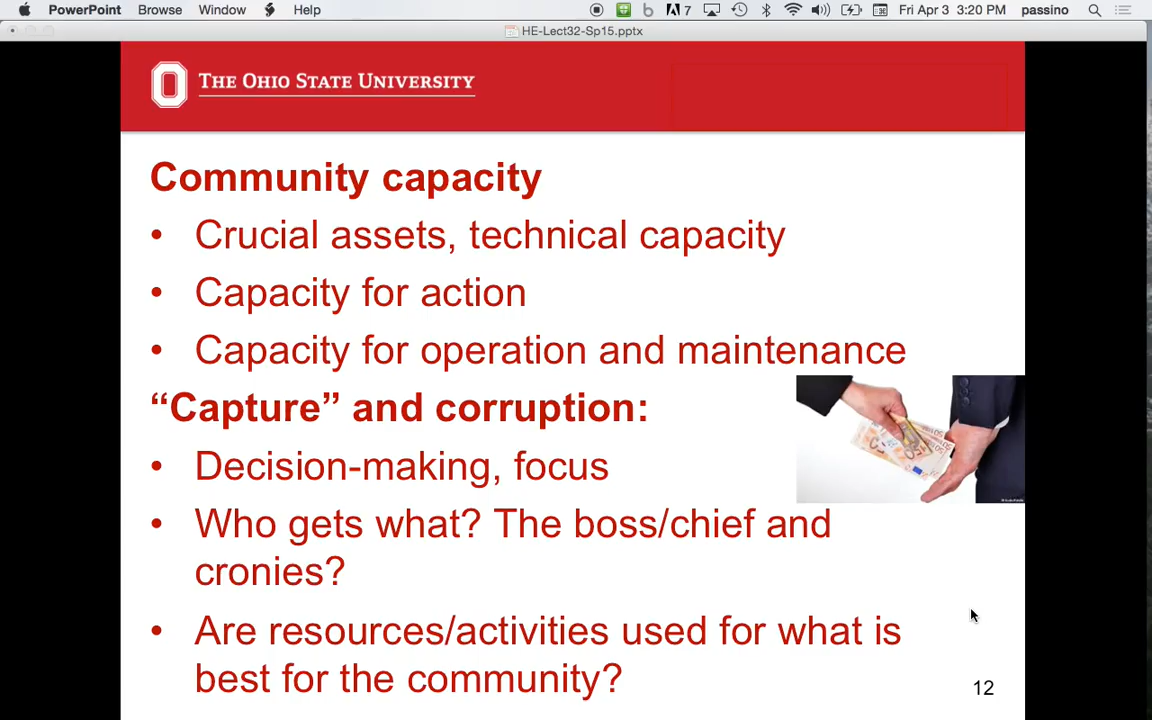 PowerPoint Browse Window Help 7 Fri Apr 3 3:20 PM passino
HE-Lect32-Sp15.pptx
THE OHIO STATE UNIVERSITY
Community capacity
• Crucial assets, technical capacity
• Capacity for action
• Capacity for operation and maintenance
“Capture” and corruption:
• Decision-making, focus
• Who gets what? The boss/chief and
cronies?
• Are resources/activities used for what is
best for the community?
12